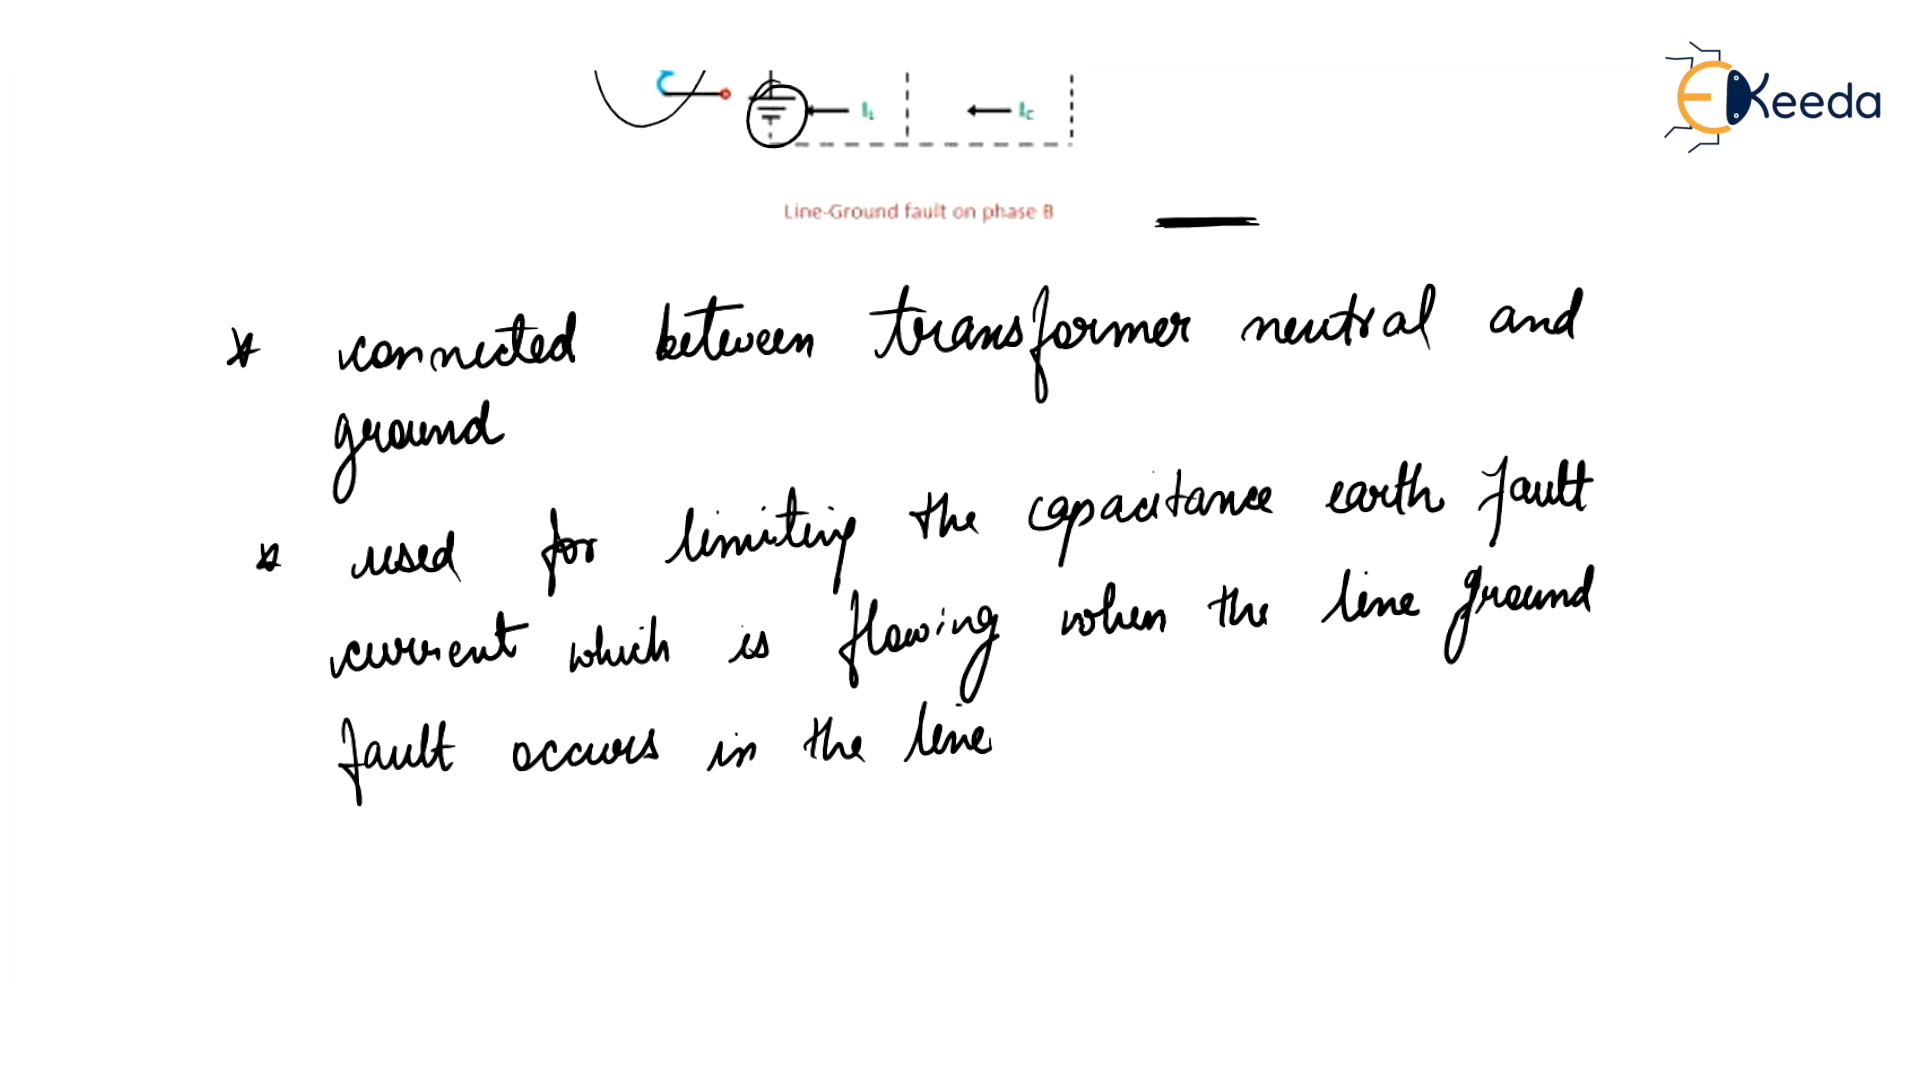 EKeeda
I_L
I_C
Line-Ground fault on phase B
* connected between transformer neutral and
ground
* used for limiting the capacitance earth fault
current which is flowing when the line ground
fault occurs in the line